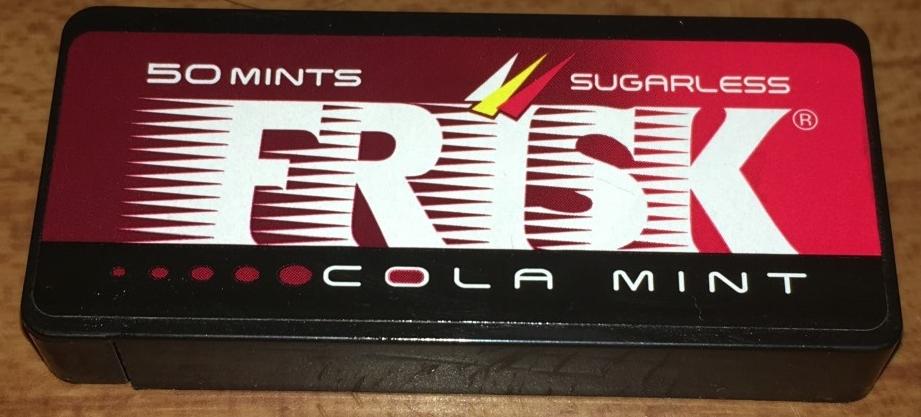 50 MINTS
SUGARLESS
FRISK®
COLA MINT